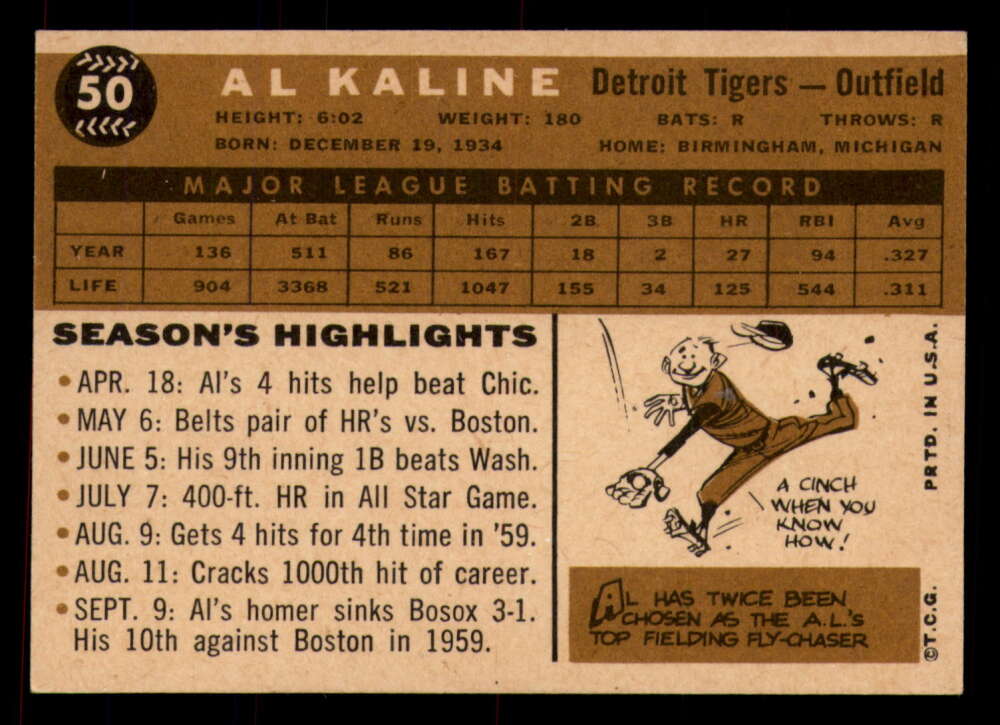 50
AL KALINE Detroit Tigers — Outfield
HEIGHT: 6:02 WEIGHT: 180 BATS: R THROWS: R
BORN: DECEMBER 19, 1934 HOME: BIRMINGHAM, MICHIGAN
MAJOR LEAGUE BATTING RECORD
Games At Bat Runs Hits 2B 3B HR RBI Avg
YEAR 136 511 86 167 18 2 27 94 .327
LIFE 904 3368 521 1047 155 34 125 544 .311
SEASON'S HIGHLIGHTS
• APR. 18: Al's 4 hits help beat Chic.
• MAY 6: Belts pair of HR's vs. Boston.
• JUNE 5: His 9th inning 1B beats Wash.
• JULY 7: 400-ft. HR in All Star Game.
• AUG. 9: Gets 4 hits for 4th time in '59.
• AUG. 11: Cracks 1000th hit of career.
• SEPT. 9: Al's homer sinks Bosox 3-1.
His 10th against Boston in 1959.
A CINCH
WHEN YOU
KNOW
HOW!
AL HAS TWICE BEEN
CHOSEN AS THE A.L.'S
TOP FIELDING FLY-CHASER
PRTD. IN U.S.A.
©T.C.G.